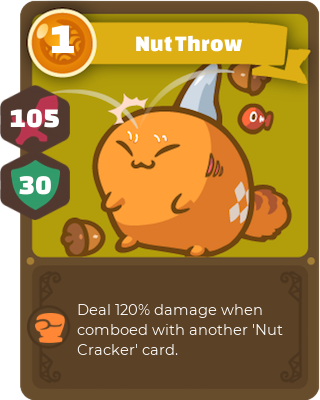 1
Nut Throw
105
30
Deal 120% damage when
comboed with another 'Nut
Cracker' card.